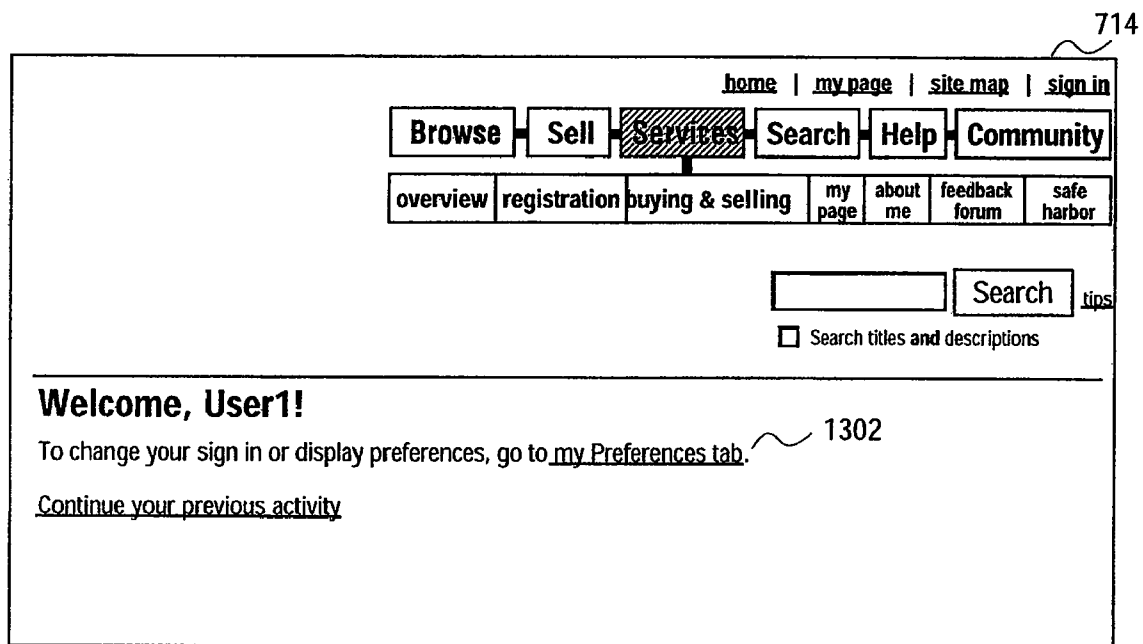 714
home | my page | site map | sign in
Browse Sell Services Search Help Community
overview registration buying & selling my page about me feedback forum safe harbor
Search tips
Search titles and descriptions
Welcome, User1!
To change your sign in or display preferences, go to my Preferences tab. 1302
Continue your previous activity